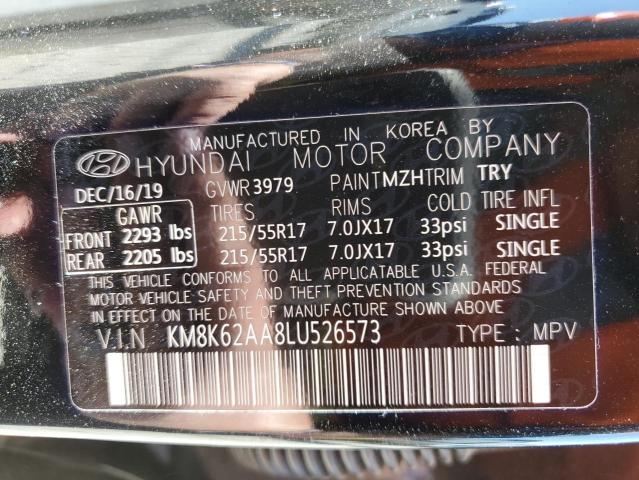 MANUFACTURED IN KOREA BY
HYUNDAI MOTOR COMPANY
DEC/16/19 GVWR 3979 PAINT MZH TRIM TRY
GAWR TIRES RIMS COLD TIRE INFL
FRONT 2293 lbs 215/55R17 7.0JX17 33psi SINGLE
REAR 2205 lbs 215/55R17 7.0JX17 33psi SINGLE
THIS VEHICLE CONFORMS TO ALL APPLICABLE U.S.A. FEDERAL
MOTOR VEHICLE SAFETY AND THEFT PREVENTION STANDARDS
IN EFFECT ON THE DATE OF MANUFACTURE SHOWN ABOVE.
V.I.N KM8K62AA8LU526573 TYPE : MPV